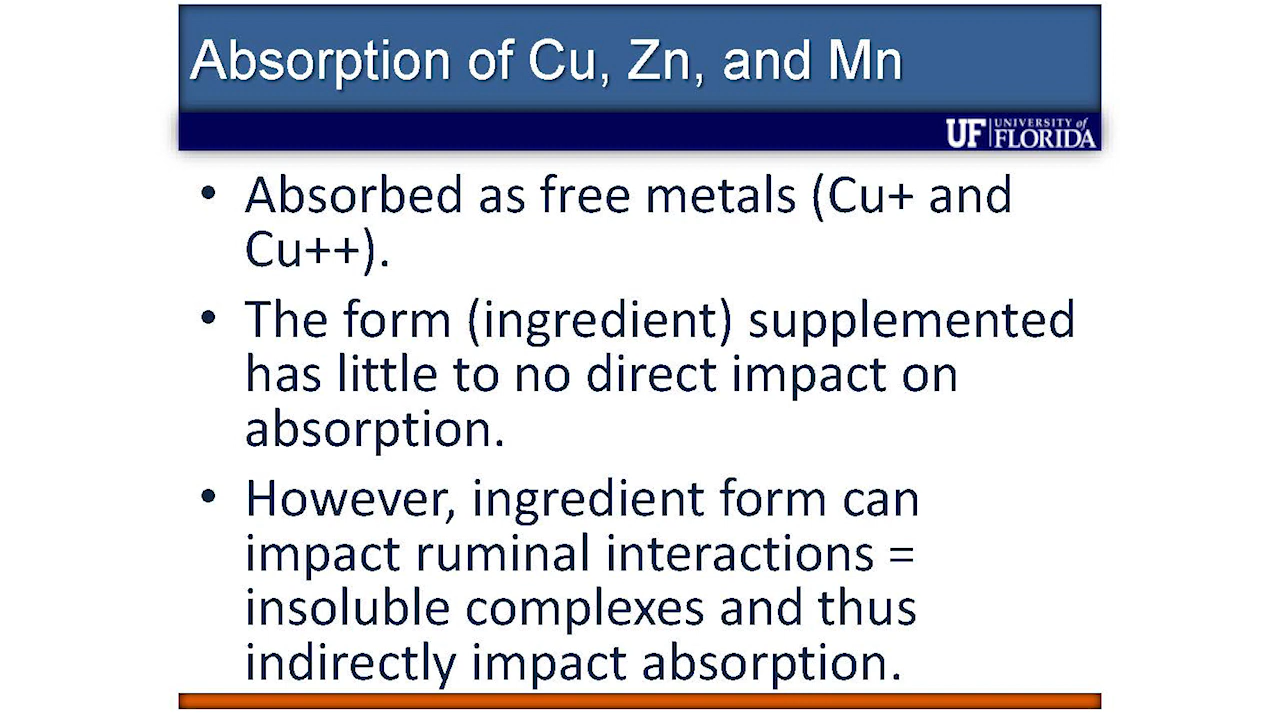 Absorption of Cu, Zn, and Mn
UF UNIVERSITY of
FLORIDA
• Absorbed as free metals (Cu+ and
Cu++).
• The form (ingredient) supplemented
has little to no direct impact on
absorption.
• However, ingredient form can
impact ruminal interactions =
insoluble complexes and thus
indirectly impact absorption.